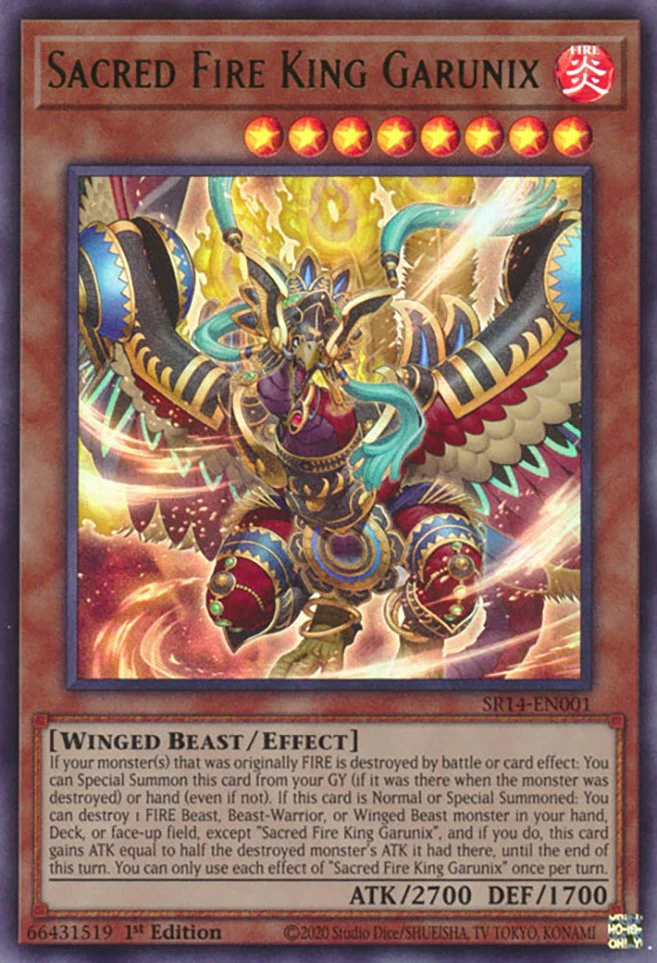 SACRED FIRE KING GARUNIX
FIRE
炎
SR14-EN001
[WINGED BEAST/EFFECT]
If your monster(s) that was originally FIRE is destroyed by battle or card effect: You
can Special Summon this card from your GY (if it was there when the monster was
destroyed) or hand (even if not). If this card is Normal or Special Summoned: You
can destroy 1 FIRE Beast, Beast-Warrior, or Winged Beast monster in your hand,
Deck, or face-up field, except "Sacred Fire King Garunix", and if you do, this card
gains ATK equal to half the destroyed monster's ATK it had there, until the end of
this turn. You can only use each effect of "Sacred Fire King Garunix" once per turn.
ATK/2700 DEF/1700
66431519 1st Edition ©2020 Studio Dice/SHUEISHA, TV TOKYO, KONAMI